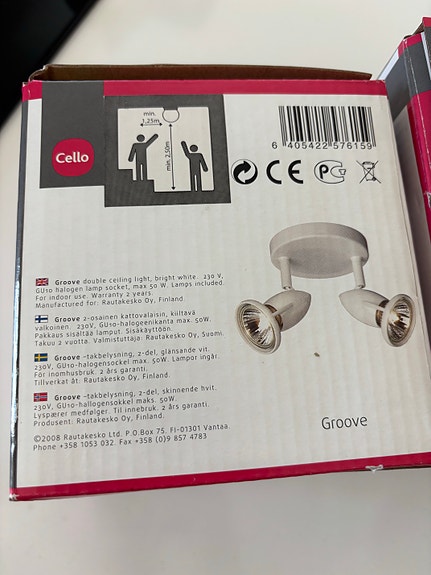 min.
1,25m
min. 2,50m
Cello
6 405422 576159
CE
Groove double ceiling light, bright white. 230 V,
GU10 halogen lamp socket, max 50 W. Lamps included.
For indoor use. Warranty 2 years.
Manufactured for: Rautakesko Oy, Finland.
Groove 2-osainen kattovalaisin, kiiltävä
valkoinen. 230V, GU10-halogeenikanta max. 50W.
Pakkaus sisältää lamput. Sisäkäyttöön.
Takuu 2 vuotta. Valmistuttaja: Rautakesko Oy, Suomi.
Groove -takbelysning, 2-del, glänsande vit.
230V, GU10-halogensockel max. 50W. Lampor ingår.
För inomhusbruk. 2 års garanti.
Tillverkat åt: Rautakesko Oy, Finland.
Groove -takbelysning, 2-del, skinnende hvit.
230V, GU10-hallogensokkel maks. 50W.
Lyspærer medfølger. Til innebruk. 2 års garanti.
Produsent: Rautakesko Oy, Finland.
©2008 Rautakesko Ltd. P.O.Box 75. FI-01301 Vantaa.
Phone +358 1053 032. Fax +358 (0)9 857 4783
Groove